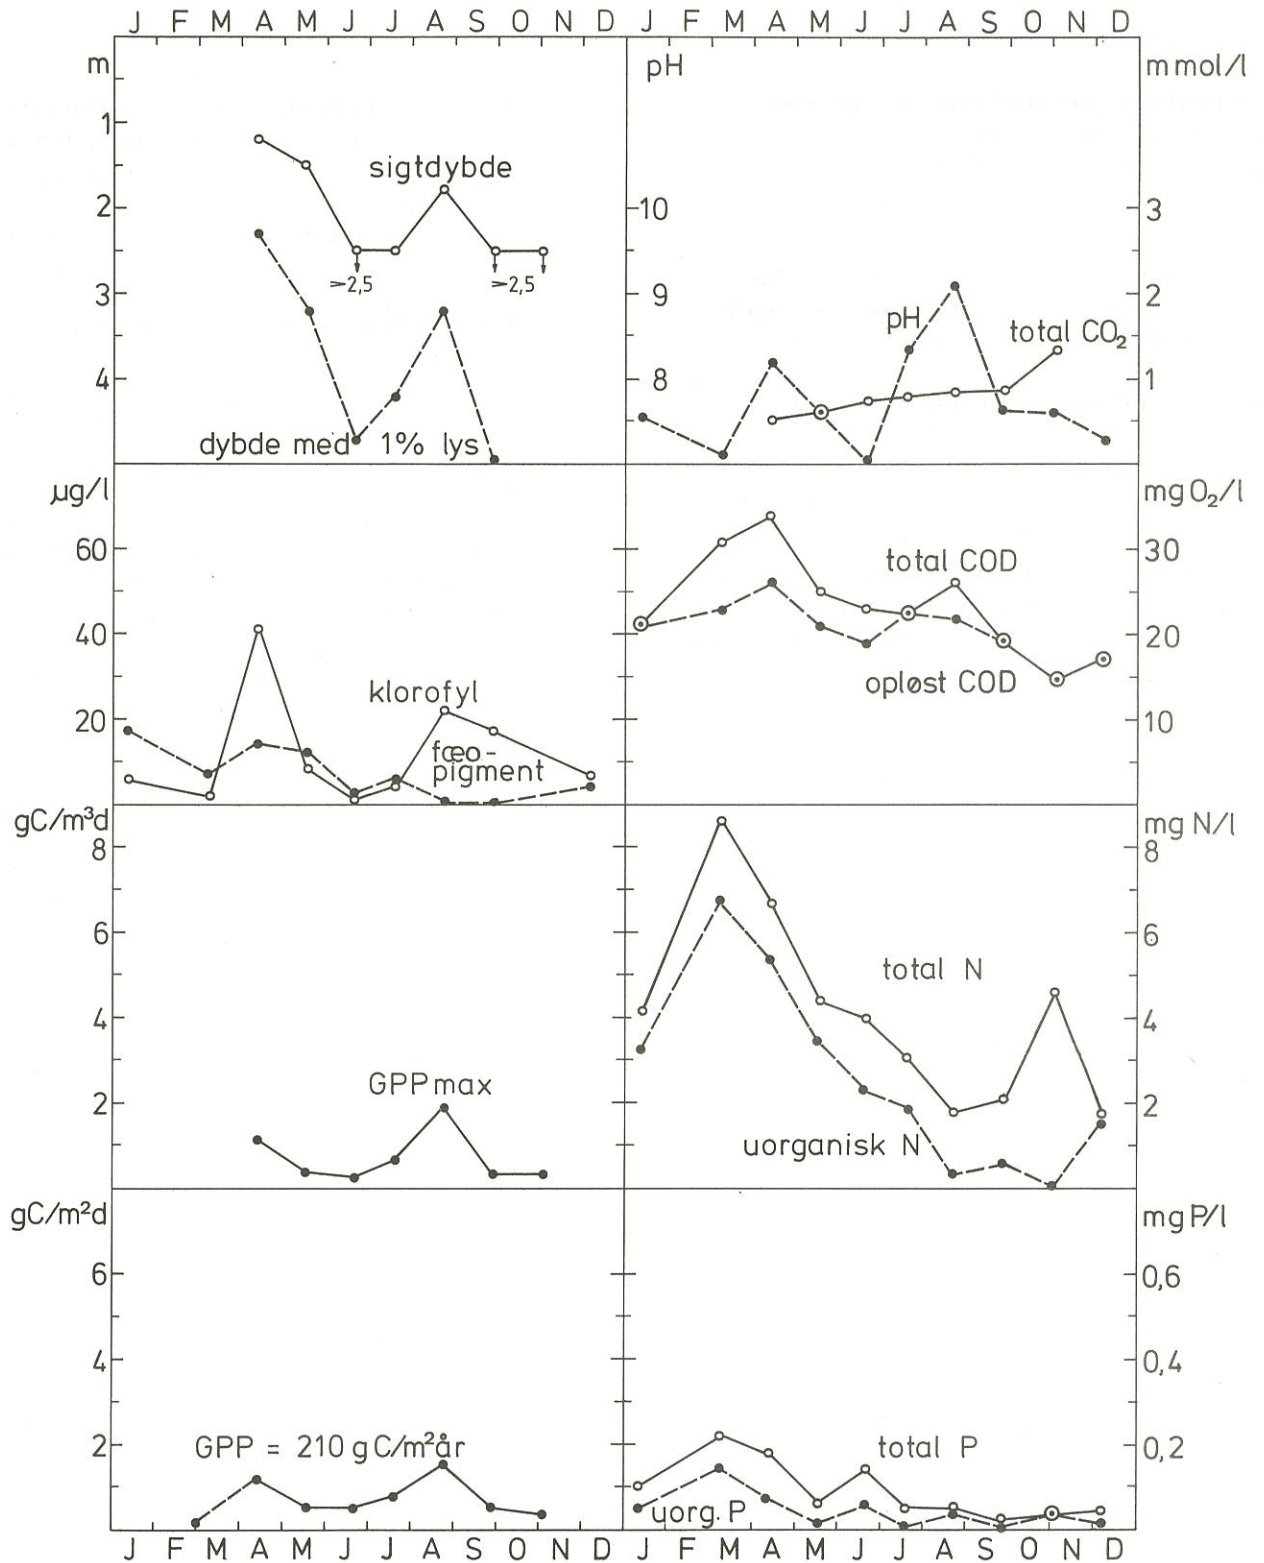 J F M A M J J A S O N D J F M A M J J A S O N D
m
1
2
3
4
sigtdybde
>2,5 >2,5
dybde med 1% lys
pH mmol/l
10 3
9 2
8 1
pH
total CO₂
µg/l
60
40
20
klorofyl
fæo-
pigment
mg O₂/l
30
20
10
total COD
opløst COD
gC/m³d
8
6
4
2
GPP max
mg N/l
8
6
4
2
total N
uorganisk N
gC/m²d
6
4
2
GPP = 210 gC/m²år
mg P/l
0,6
0,4
0,2
total P
uorg. P
J F M A M J J A S O N D J F M A M J J A S O N D